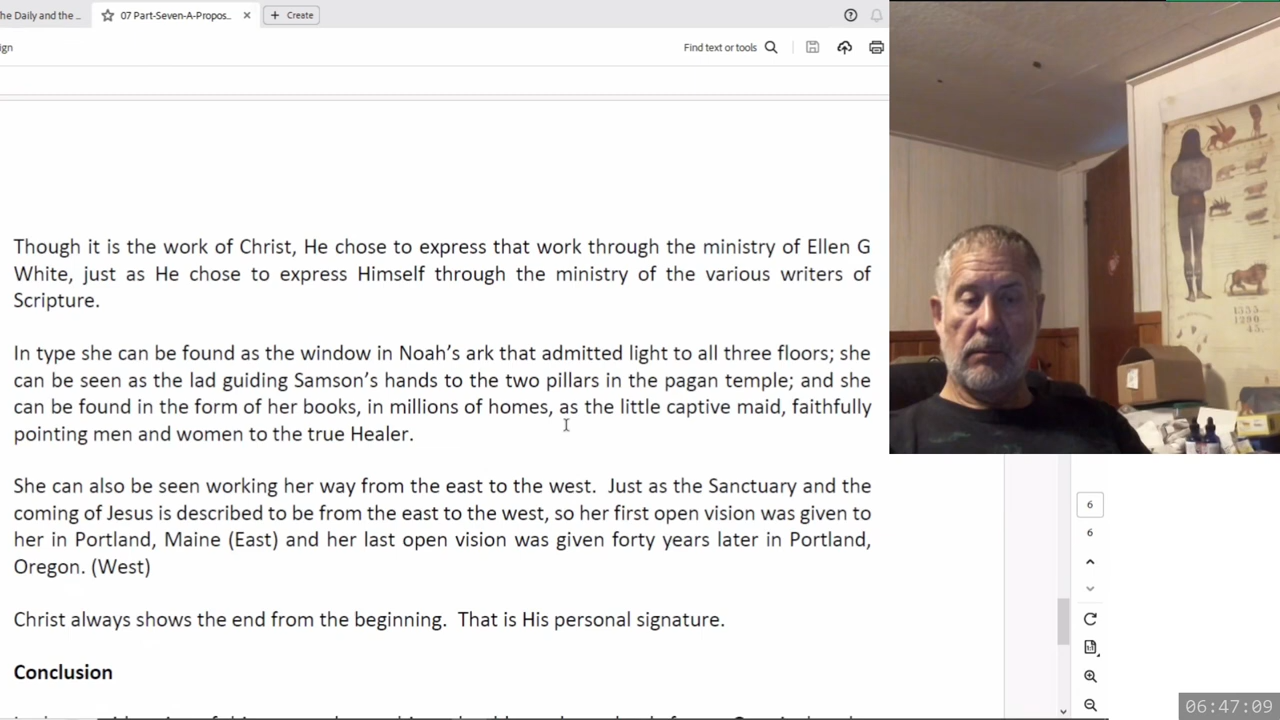 he Daily and the ..
07 Part-Seven-A-Propos..
Create
gn
Find text or tools
Though it is the work of Christ, He chose to express that work through the ministry of Ellen G
White, just as He chose to express Himself through the ministry of the various writers of
Scripture.
In type she can be found as the window in Noah’s ark that admitted light to all three floors; she
can be seen as the lad guiding Samson’s hands to the two pillars in the pagan temple; and she
can be found in the form of her books, in millions of homes, as the little captive maid, faithfully
pointing men and women to the true Healer.
She can also be seen working her way from the east to the west.  Just as the Sanctuary and the
coming of Jesus is described to be from the east to the west, so her first open vision was given to
her in Portland, Maine (East) and her last open vision was given forty years later in Portland,
Oregon. (West)
Christ always shows the end from the beginning.  That is His personal signature.
Conclusion
6
6
1335
1290
45
06:47:09